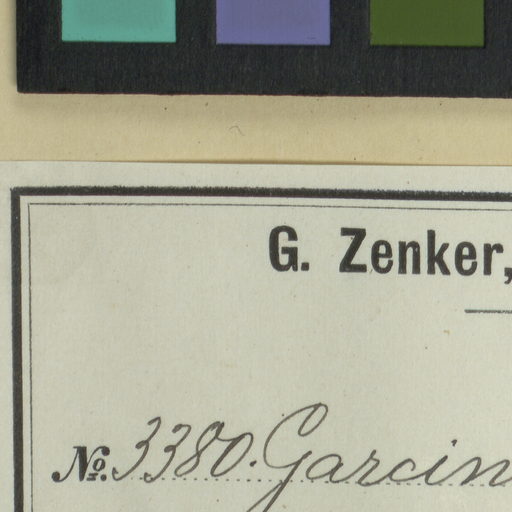 G. Zenker,
№. 3380. Garcin